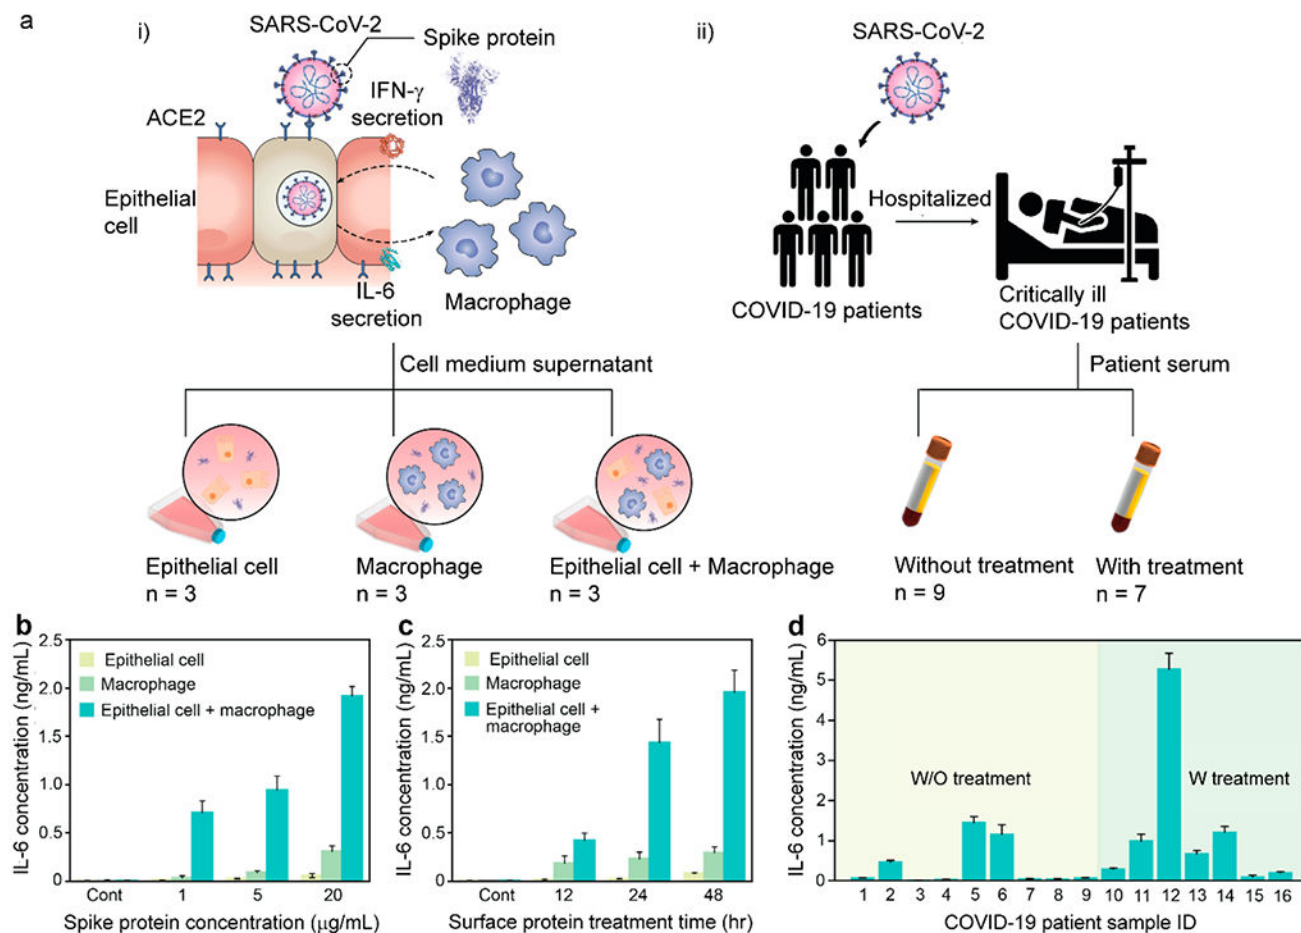 a
i)
SARS-CoV-2
Spike protein
IFN-γ
secretion
ACE2
Epithelial
cell
IL-6
secretion
Macrophage
Cell medium supernatant
Epithelial cell
n = 3
Macrophage
n = 3
Epithelial cell + Macrophage
n = 3
ii)
SARS-CoV-2
Hospitalized
COVID-19 patients
Critically ill
COVID-19 patients
Patient serum
Without treatment
n = 9
With treatment
n = 7
b
IL-6 concentration (ng/mL)
2.5
2.0
1.5
1.0
0.5
0
Epithelial cell
Macrophage
Epithelial cell + macrophage
Cont 1 5 20
Spike protein concentration (μg/mL)
c
IL-6 concentration (ng/mL)
2.5
2.0
1.5
1.0
0.5
0
Epithelial cell
Macrophage
Epithelial cell +
macrophage
Cont 12 24 48
Surface protein treatment time (hr)
d
IL-6 concentration (ng/mL)
6
5
4
3
2
1
0
W/O treatment
W treatment
1 2 3 4 5 6 7 8 9 10 11 12 13 14 15 16
COVID-19 patient sample ID